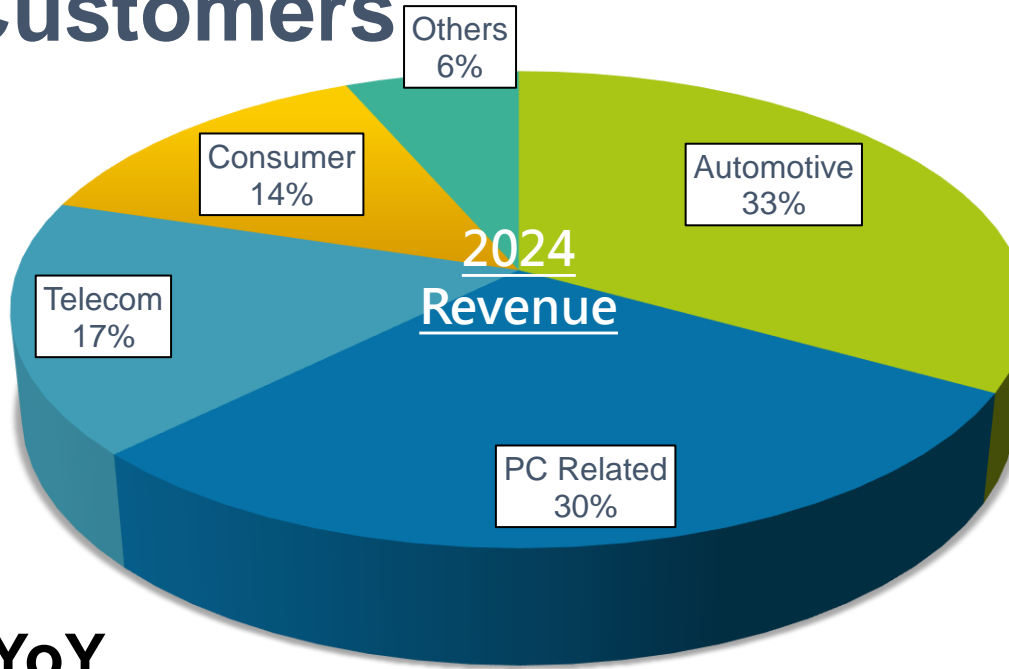 Customers
Others
6%
Automotive
33%
Consumer
14%
2024
Revenue
Telecom
17%
PC Related
30%
YoY